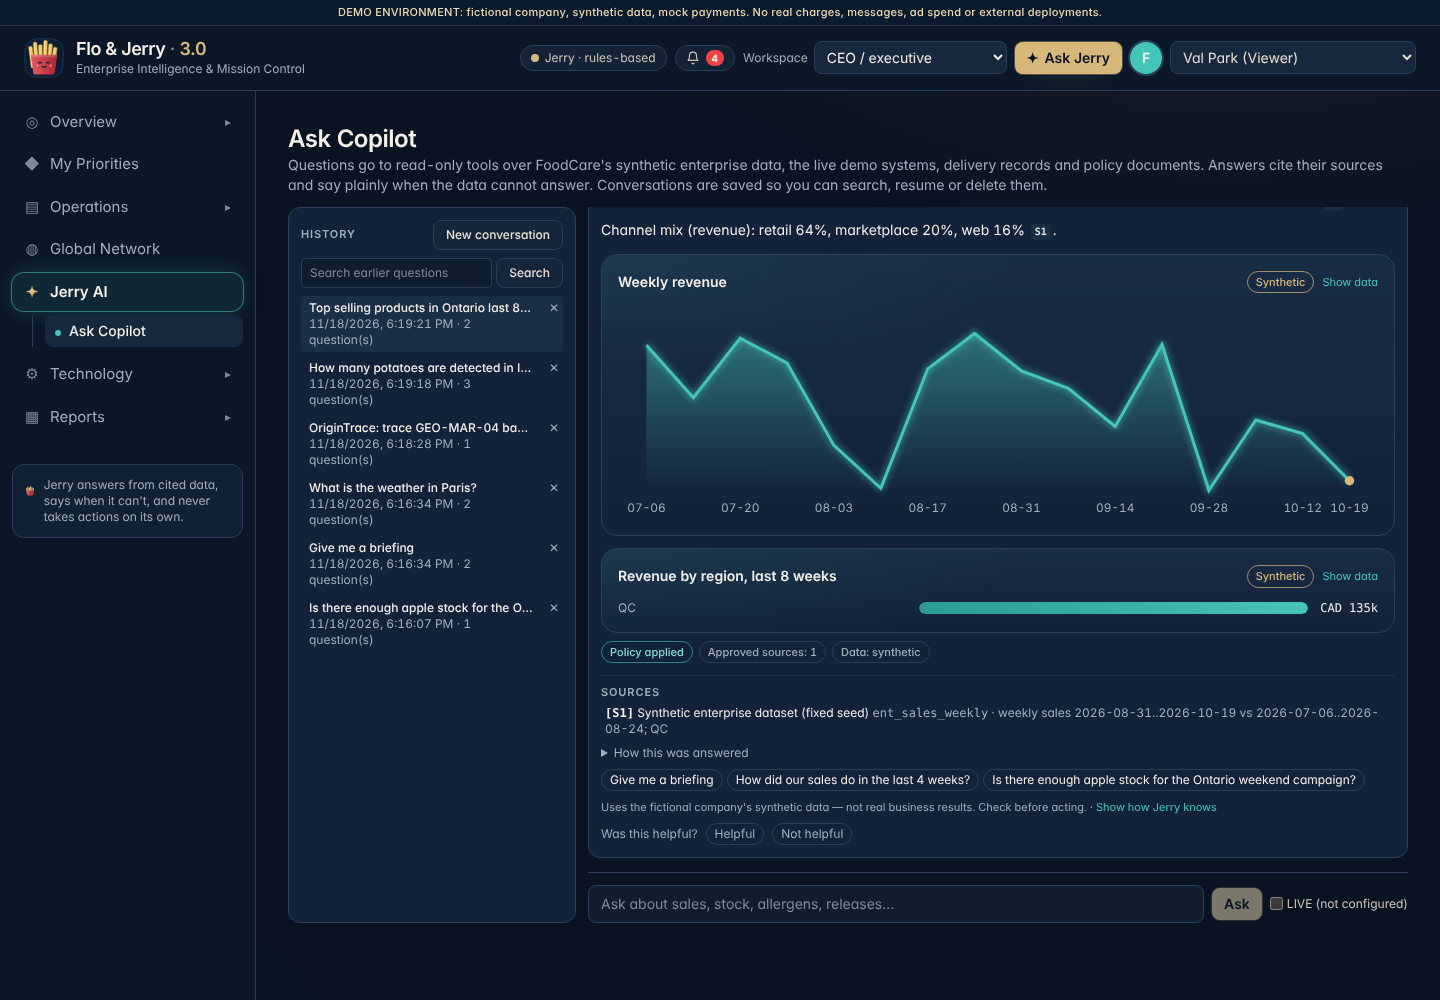 DEMO ENVIRONMENT: fictional company, synthetic data, mock payments. No real charges, messages, ad spend or external deployments.
Flo & Jerry · 3.0
Enterprise Intelligence & Mission Control
Jerry · rules-based
4
Workspace
CEO / executive
Ask Jerry
F
Val Park (Viewer)
Overview
My Priorities
Operations
Global Network
Jerry AI
Ask Copilot
Technology
Reports
Jerry answers from cited data,
says when it can't, and never
takes actions on its own.
Ask Copilot
Questions go to read-only tools over FoodCare's synthetic enterprise data, the live demo systems, delivery records and policy documents. Answers cite their sources
and say plainly when the data cannot answer. Conversations are saved so you can search, resume or delete them.
HISTORY
New conversation
Search earlier questions
Search
Top selling products in Ontario last 8... ×
11/18/2026, 6:19:21 PM · 2
question(s)
How many potatoes are detected in l... ×
11/18/2026, 6:19:18 PM · 3
question(s)
OriginTrace: trace GEO-MAR-04 ba... ×
11/18/2026, 6:18:28 PM · 1
question(s)
What is the weather in Paris? ×
11/18/2026, 6:16:34 PM · 2
question(s)
Give me a briefing ×
11/18/2026, 6:16:34 PM · 2
question(s)
Is there enough apple stock for the O... ×
11/18/2026, 6:16:07 PM · 1
question(s)
Channel mix (revenue): retail 64%, marketplace 20%, web 16% S1 .
Weekly revenue
Synthetic
Show data
07-06 07-20 08-03 08-17 08-31 09-14 09-28 10-12 10-19
Revenue by region, last 8 weeks
Synthetic
Show data
QC
CAD 135k
Policy applied
Approved sources: 1
Data: synthetic
SOURCES
[S1] Synthetic enterprise dataset (fixed seed) ent_sales_weekly · weekly sales 2026-08-31..2026-10-19 vs 2026-07-06..2026-
08-24; QC
How this was answered
Give me a briefing
How did our sales do in the last 4 weeks?
Is there enough apple stock for the Ontario weekend campaign?
Uses the fictional company's synthetic data — not real business results. Check before acting. · Show how Jerry knows
Was this helpful?
Helpful
Not helpful
Ask about sales, stock, allergens, releases...
Ask
LIVE (not configured)